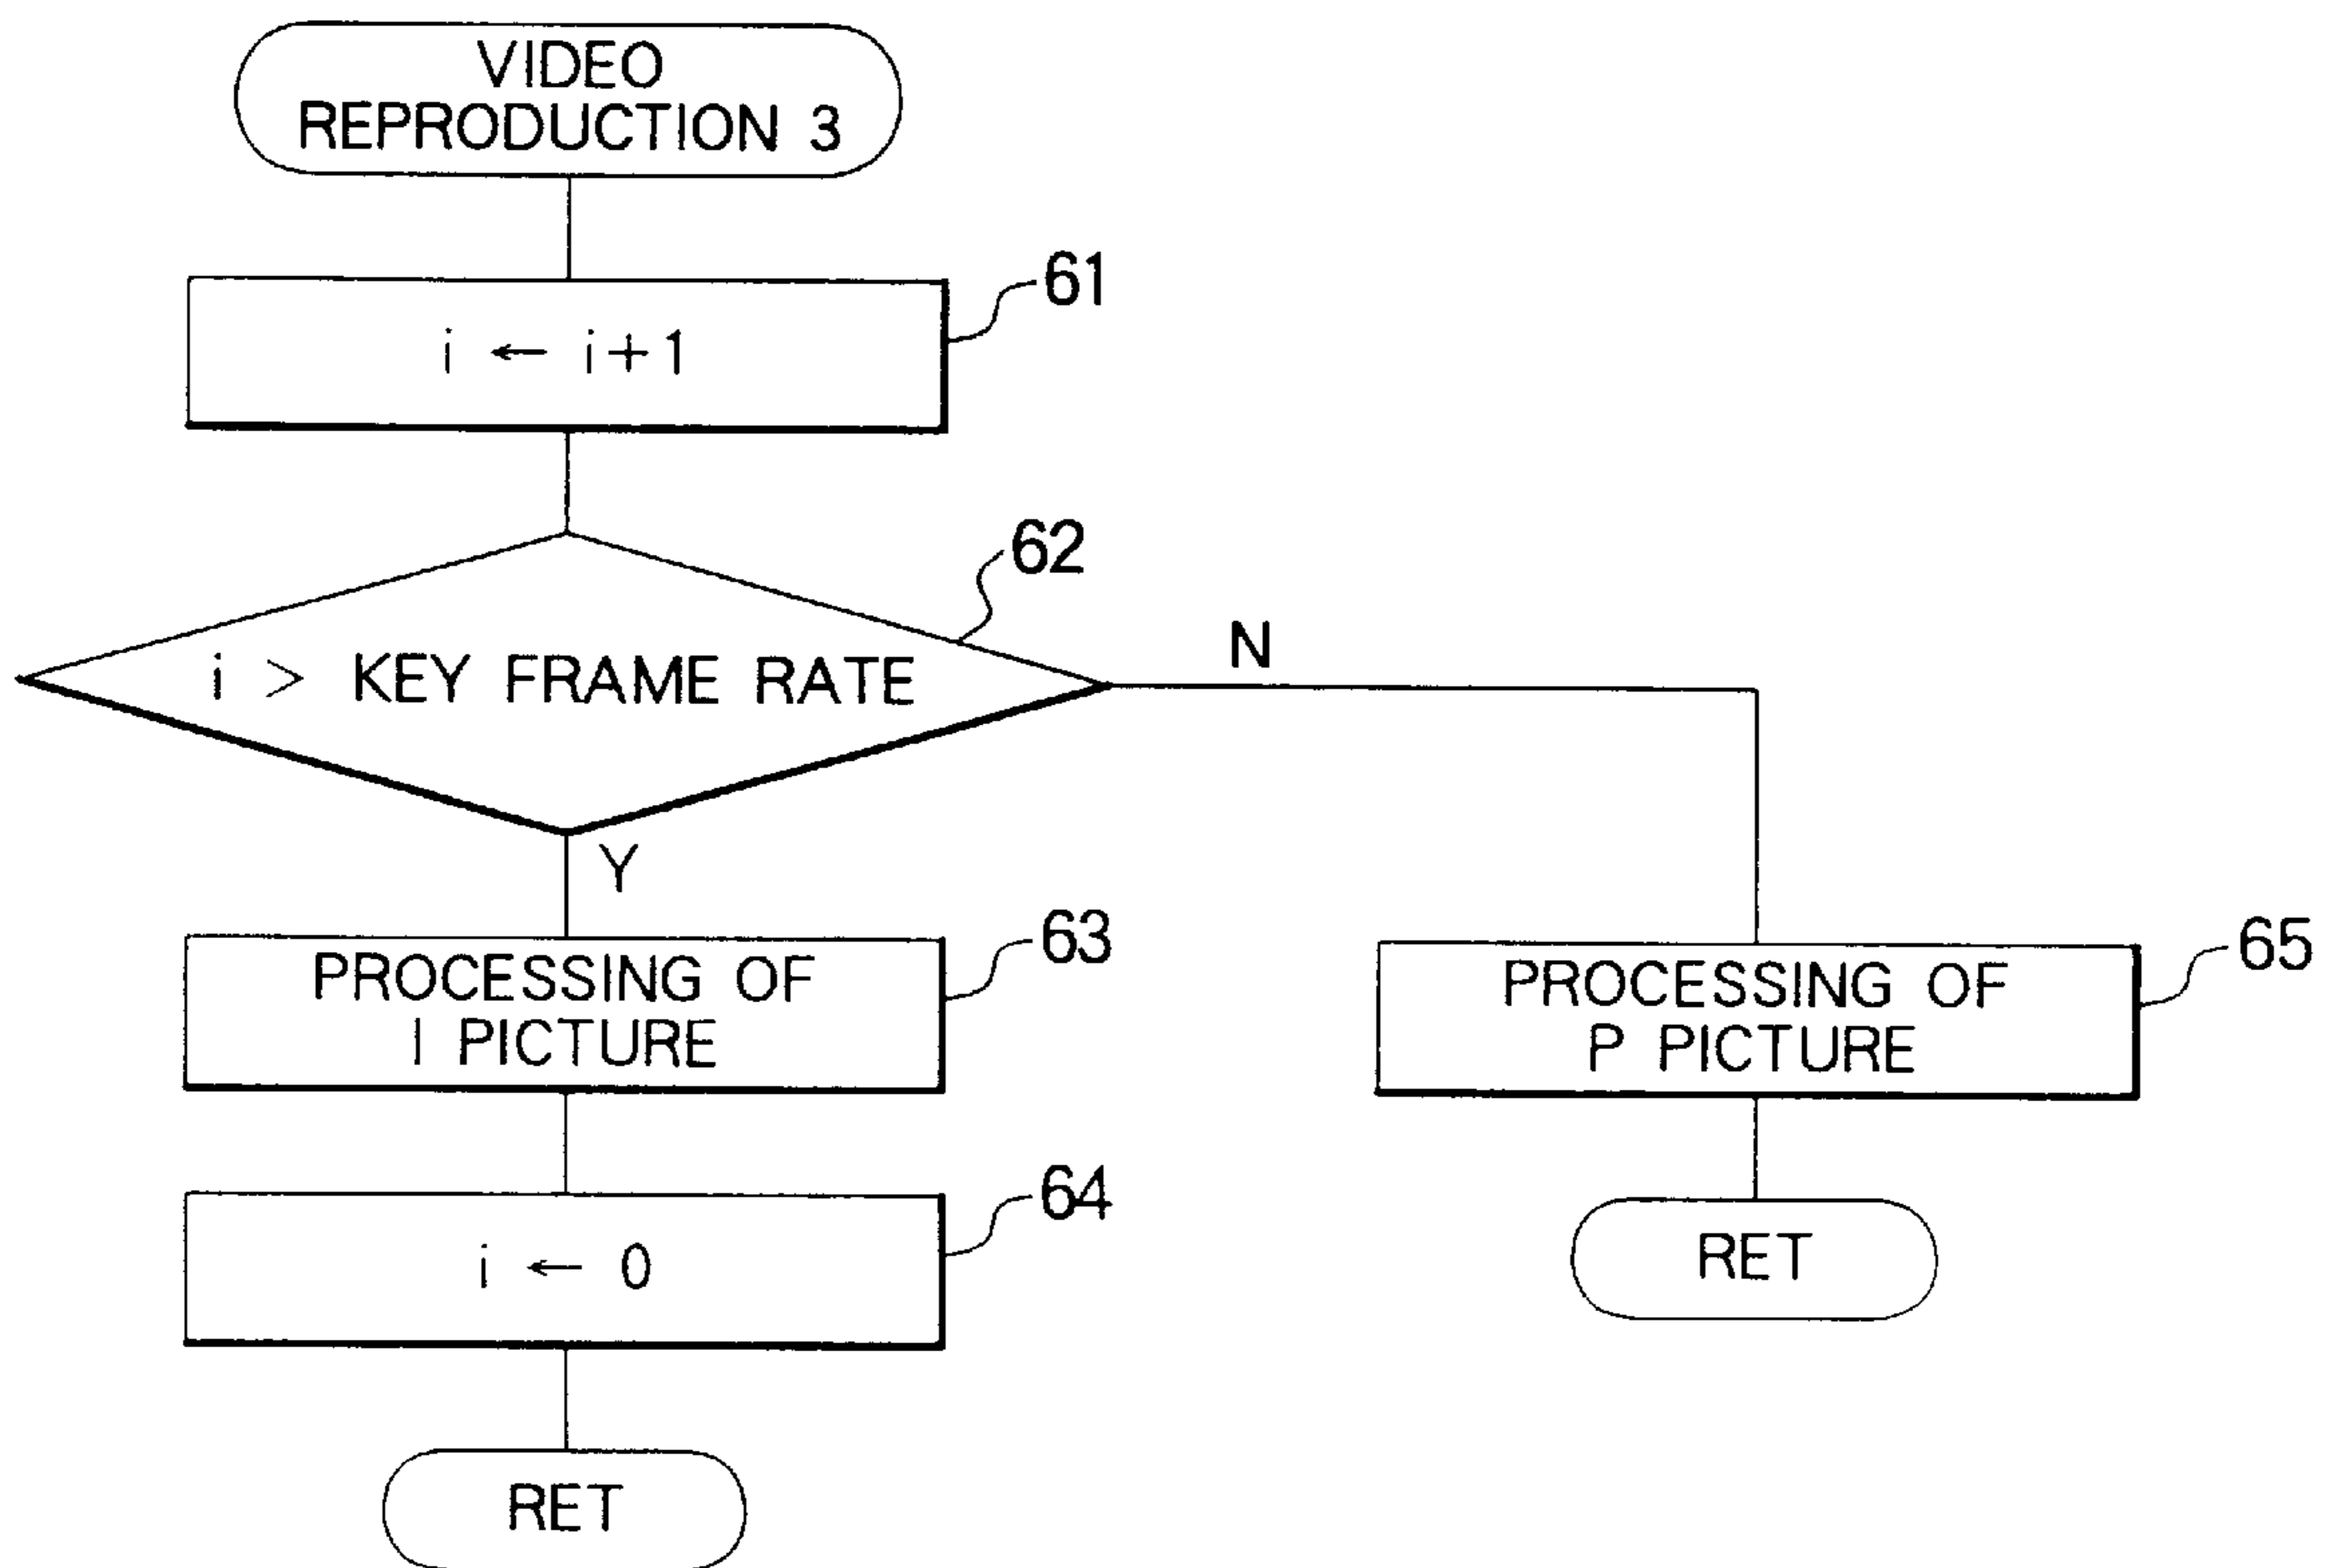 VIDEO
REPRODUCTION 3
61
i ← i+1
62
i > KEY FRAME RATE
N
Y
63
PROCESSING OF
I PICTURE
65
PROCESSING OF
P PICTURE
64
i ← 0
RET
RET